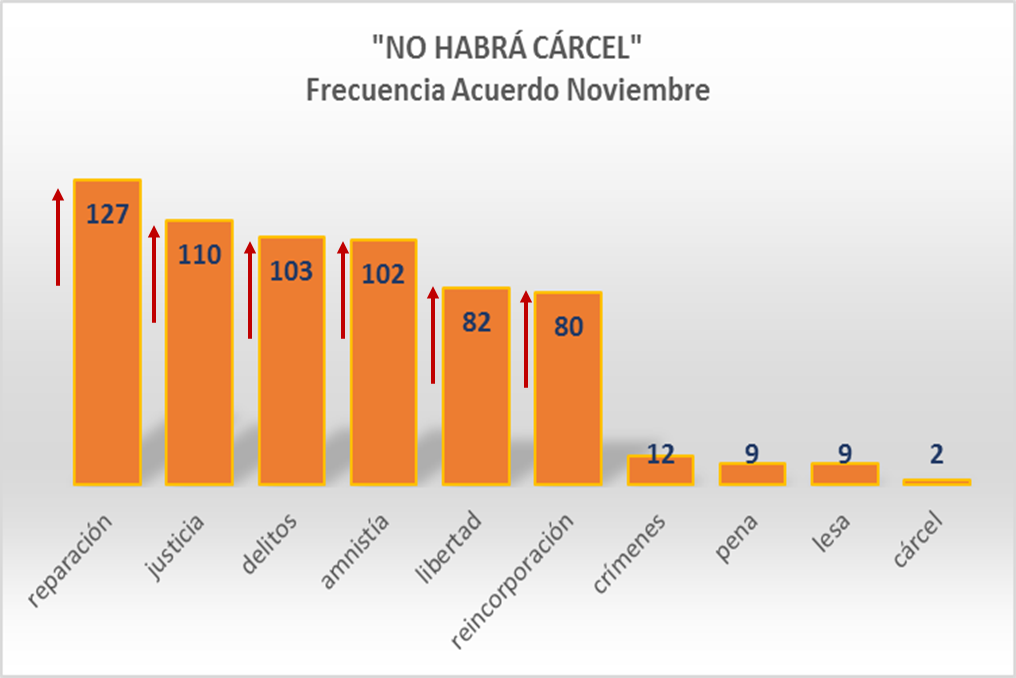 "NO HABRÁ CÁRCEL"
Frecuencia Acuerdo Noviembre
127
110
103
102
82
80
12
9
9
2
reparación
justicia
delitos
amnistía
libertad
reincorporación
crímenes
pena
lesa
cárcel